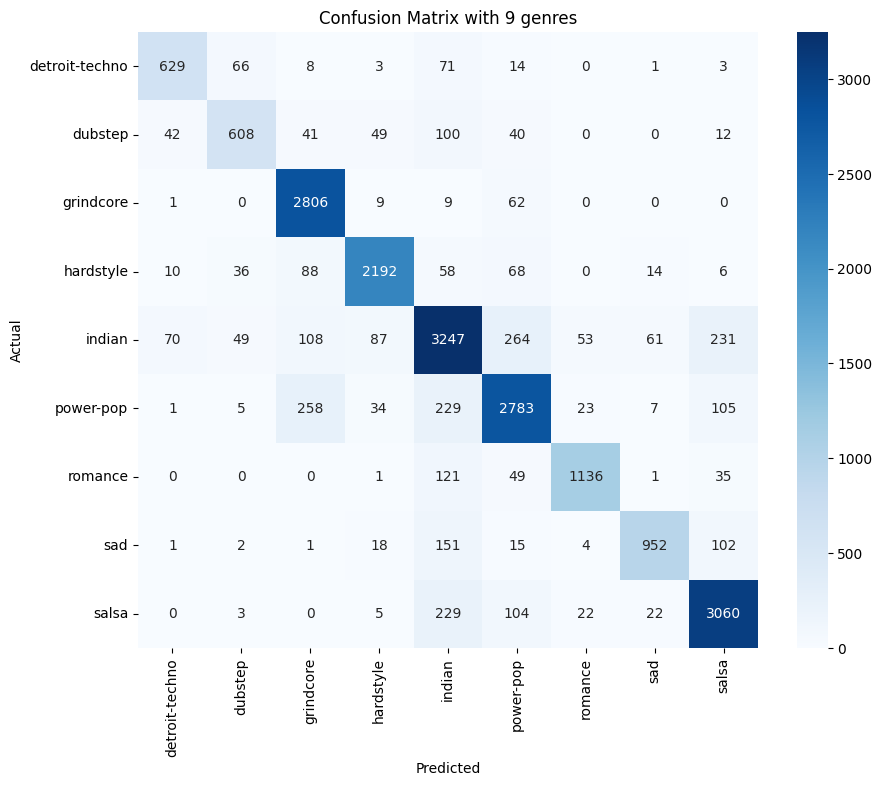 Confusion Matrix with 9 genres
detroit-techno 629 66 8 3 71 14 0 1 3
dubstep 42 608 41 49 100 40 0 0 12
grindcore 1 0 2806 9 9 62 0 0 0
hardstyle 10 36 88 2192 58 68 0 14 6
indian 70 49 108 87 3247 264 53 61 231
power-pop 1 5 258 34 229 2783 23 7 105
romance 0 0 0 1 121 49 1136 1 35
sad 1 2 1 18 151 15 4 952 102
salsa 0 3 0 5 229 104 22 22 3060
Actual
detroit-techno dubstep grindcore hardstyle indian power-pop romance sad salsa
Predicted
3000
2500
2000
1500
1000
500
0